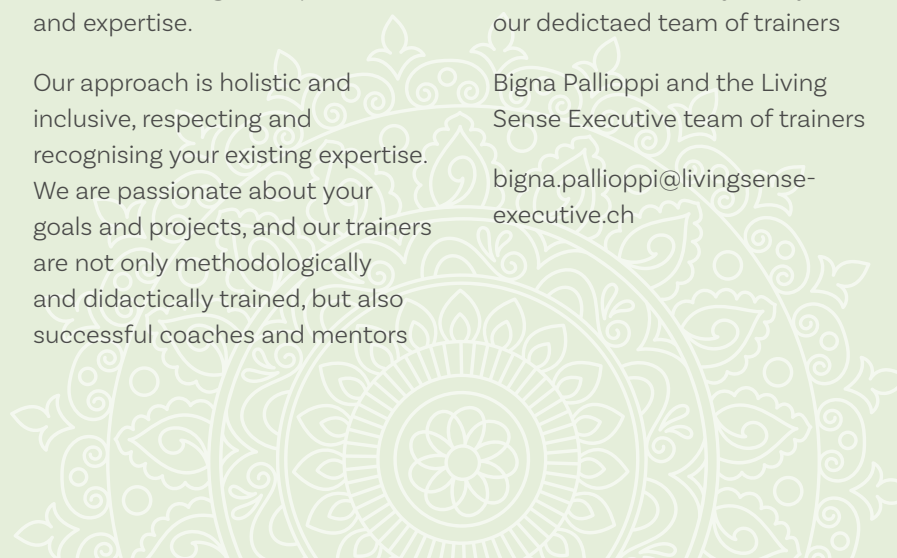 and expertise.
Our approach is holistic and
inclusive, respecting and
recognising your existing expertise.
We are passionate about your
goals and projects, and our trainers
are not only methodologically
and didactically trained, but also
successful coaches and mentors
our dedictaed team of trainers
Bigna Pallioppi and the Living
Sense Executive team of trainers
bigna.pallioppi@livingsense-
executive.ch